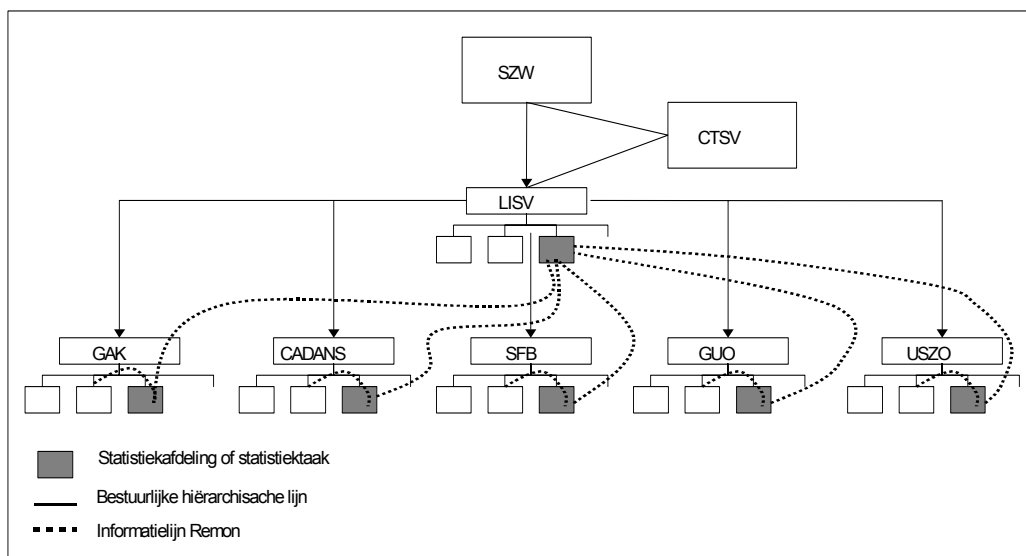 SZW
CTSV
LISV
GAK
CADANS
SFB
GUO
USZO
Statistiekafdeling of statistiektaak
Bestuurlijke hiërarchisache lijn
Informatielijn Remon